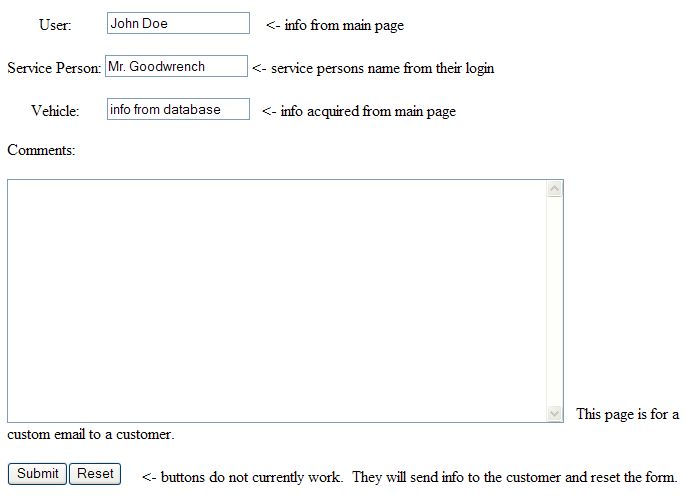 User: John Doe <- info from main page
Service Person: Mr. Goodwrench <- service persons name from their login
Vehicle: info from database <- info acquired from main page
Comments:
This page is for a
custom email to a customer.
Submit Reset <- buttons do not currently work. They will send info to the customer and reset the form.